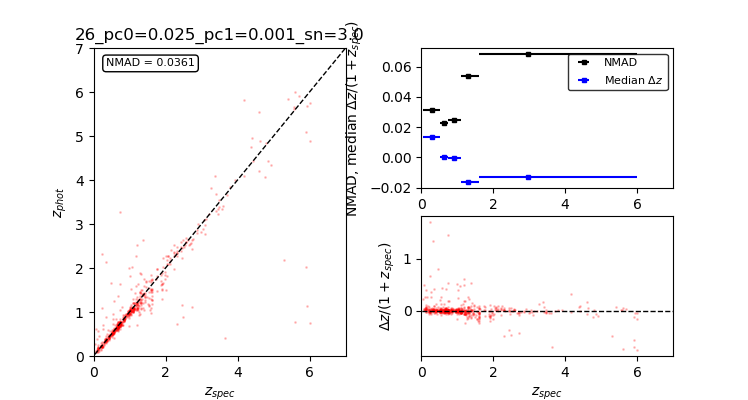 26_pc0=0.025_pc1=0.001_sn=3.0
NMAD = 0.0361
7
6
5
4
3
2
1
0
z_phot
0 2 4 6
z_spec
NMAD, median Δz/(1 + z_spec)
0.06
0.04
0.02
0.00
−0.02
NMAD
Median Δz
0 2 4 6
Δz/(1 + z_spec)
1
0
0 2 4 6
z_spec